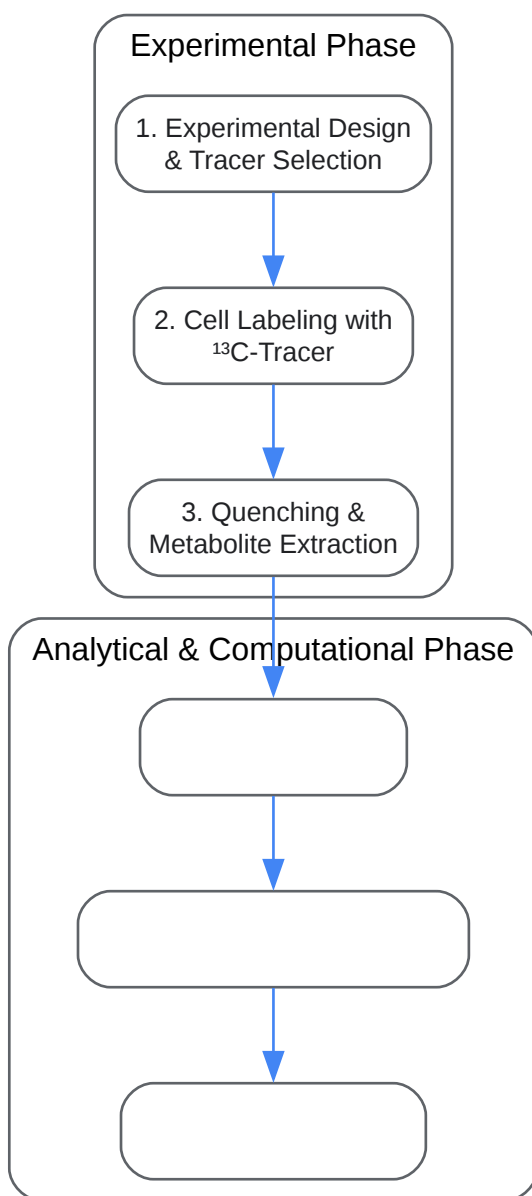 Experimental Phase
1. Experimental Design
& Tracer Selection
2. Cell Labeling with
¹³C-Tracer
3. Quenching &
Metabolite Extraction
Analytical & Computational Phase